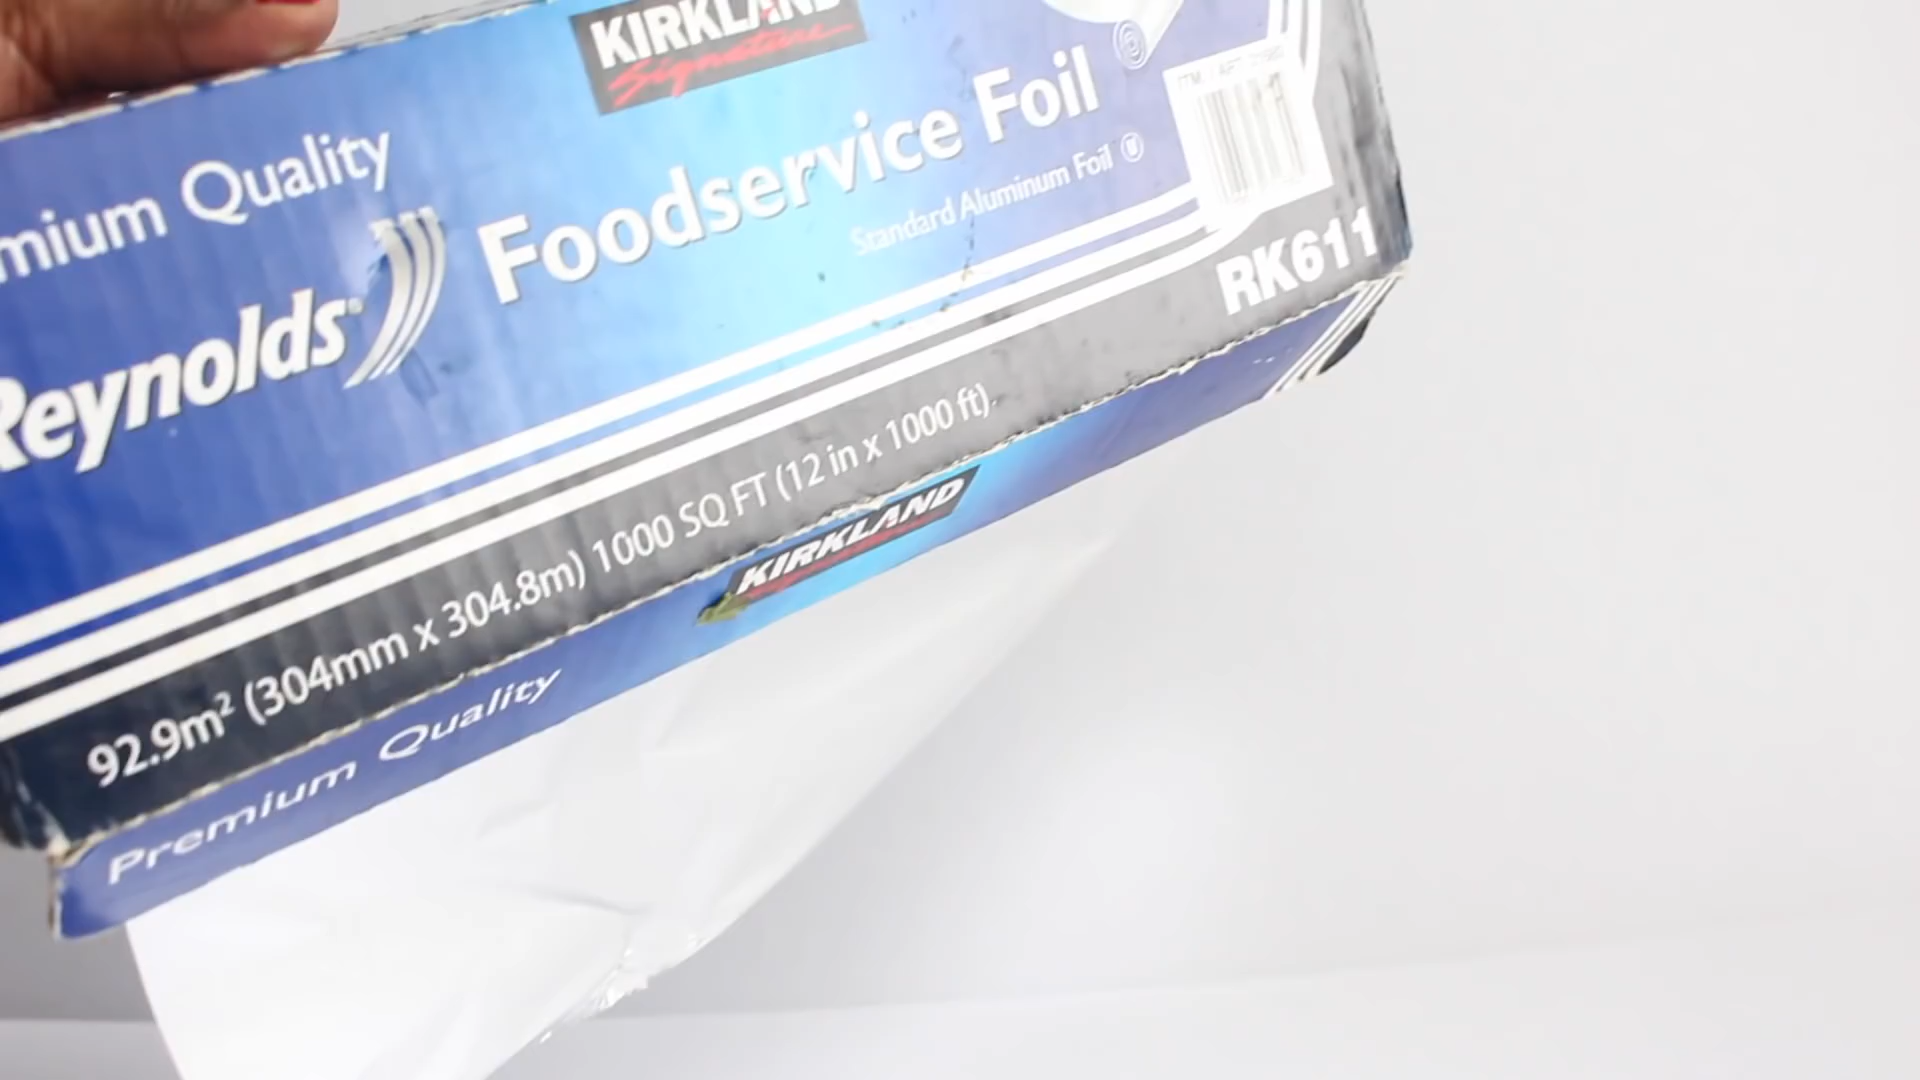 KIRKLAND
Signature
mium Quality
Reynolds Foodservice Foil
Standard Aluminum Foil
RK611
92.9m² (304mm x 304.8m) 1000 SQ FT (12 in x 1000 ft)
KIRKLAND
Premium Quality